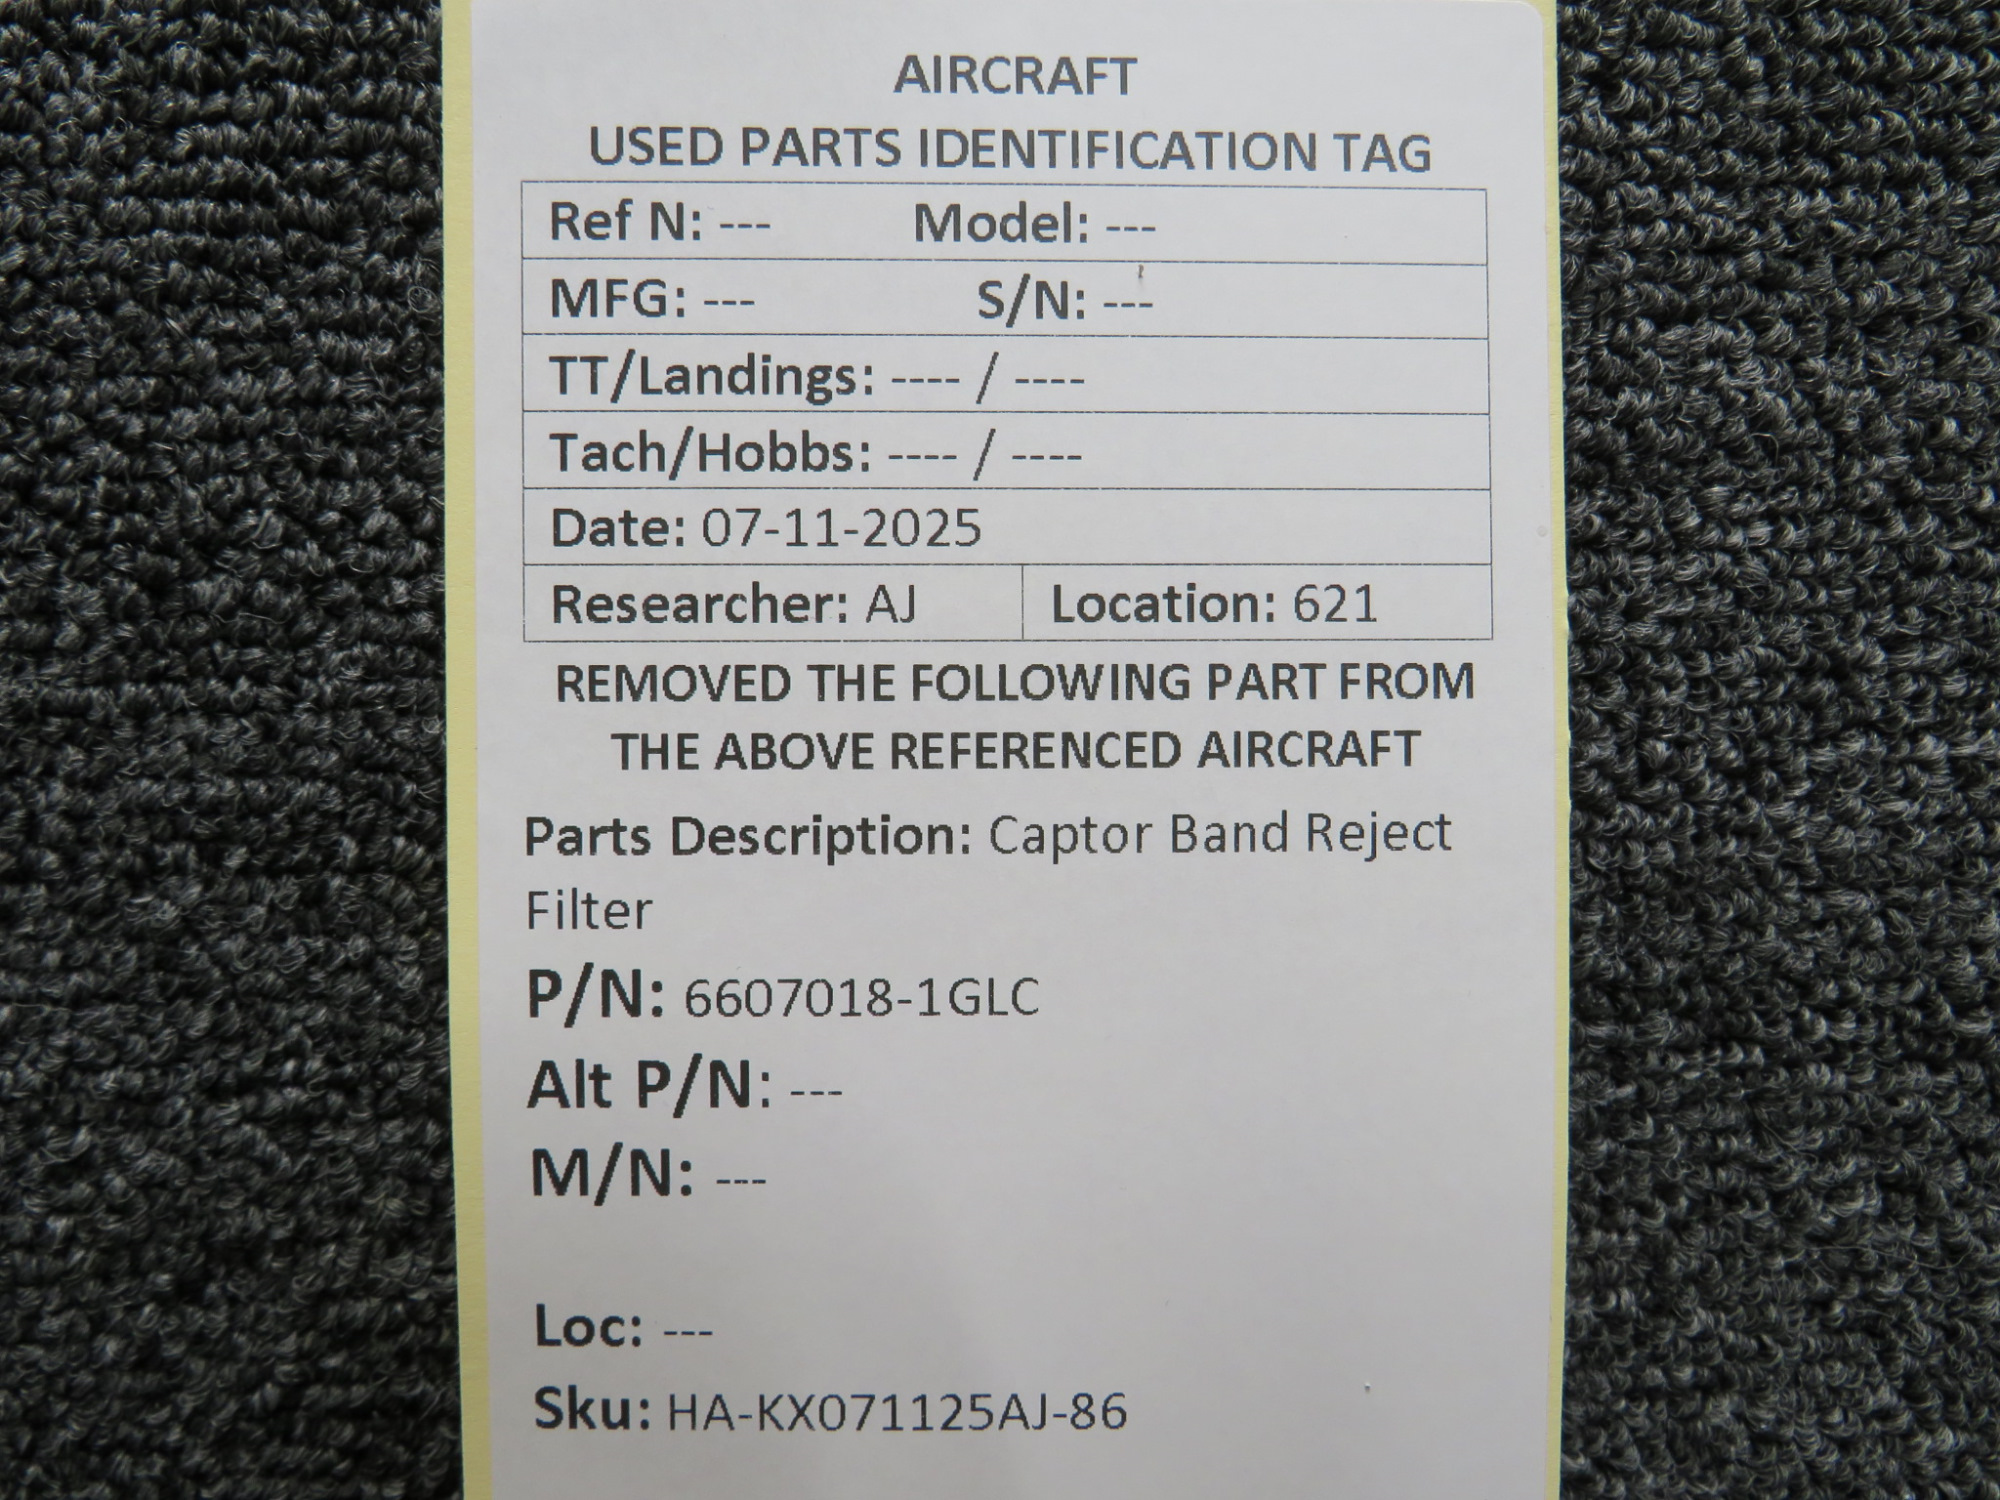 AIRCRAFT
USED PARTS IDENTIFICATION TAG
Ref N: --- Model: ---
MFG: --- S/N: ---
TT/Landings: ---- / ----
Tach/Hobbs: ---- / ----
Date: 07-11-2025
Researcher: AJ Location: 621
REMOVED THE FOLLOWING PART FROM
THE ABOVE REFERENCED AIRCRAFT
Parts Description: Captor Band Reject
Filter
P/N: 6607018-1GLC
Alt P/N: ---
M/N: ---
Loc: ---
Sku: HA-KX071125AJ-86